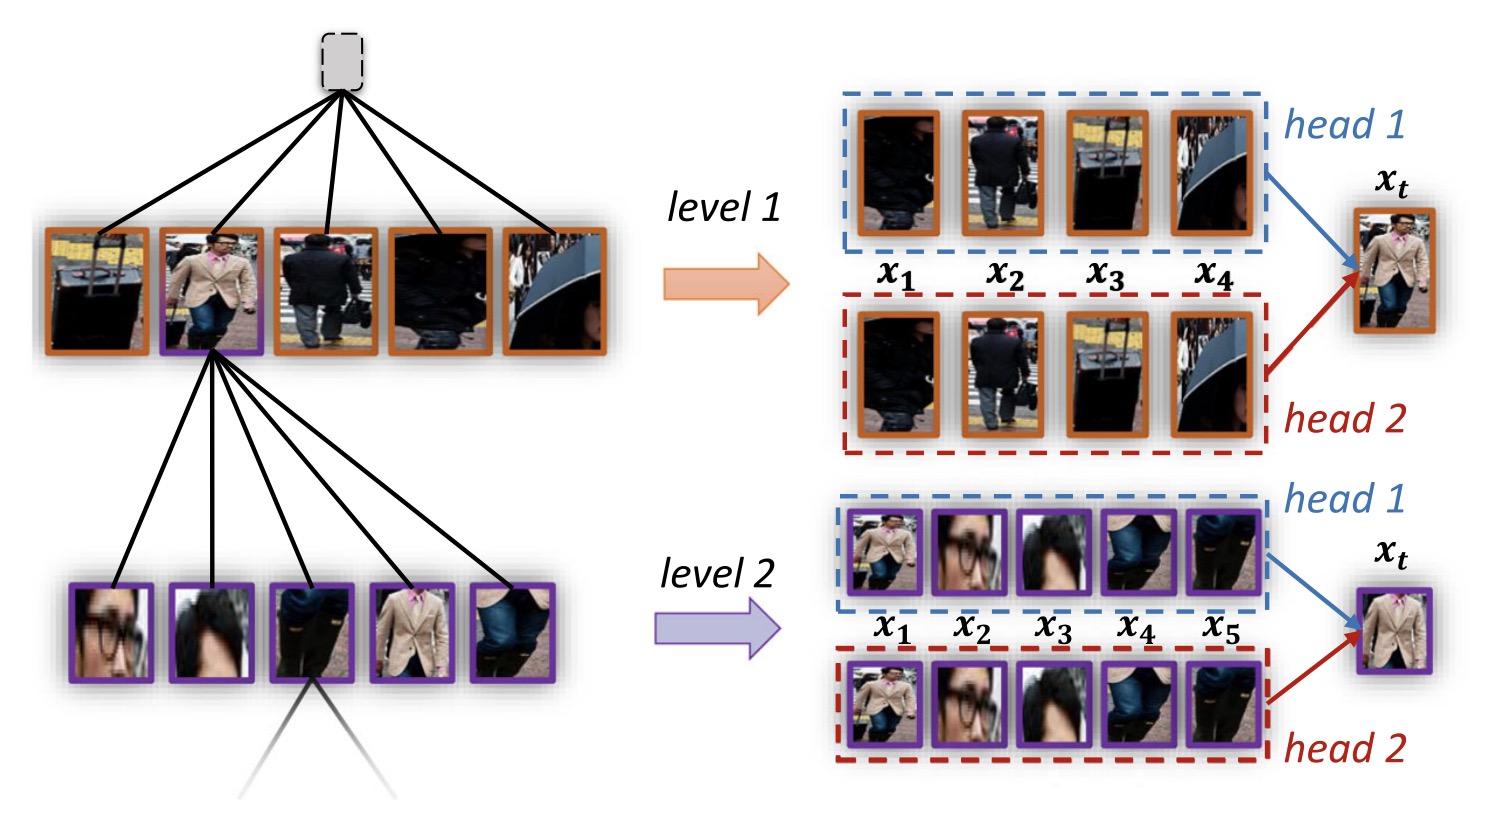 head 1
x_t
level 1
x_1 x_2 x_3 x_4
head 2
head 1
x_t
level 2
x_1 x_2 x_3 x_4 x_5
head 2